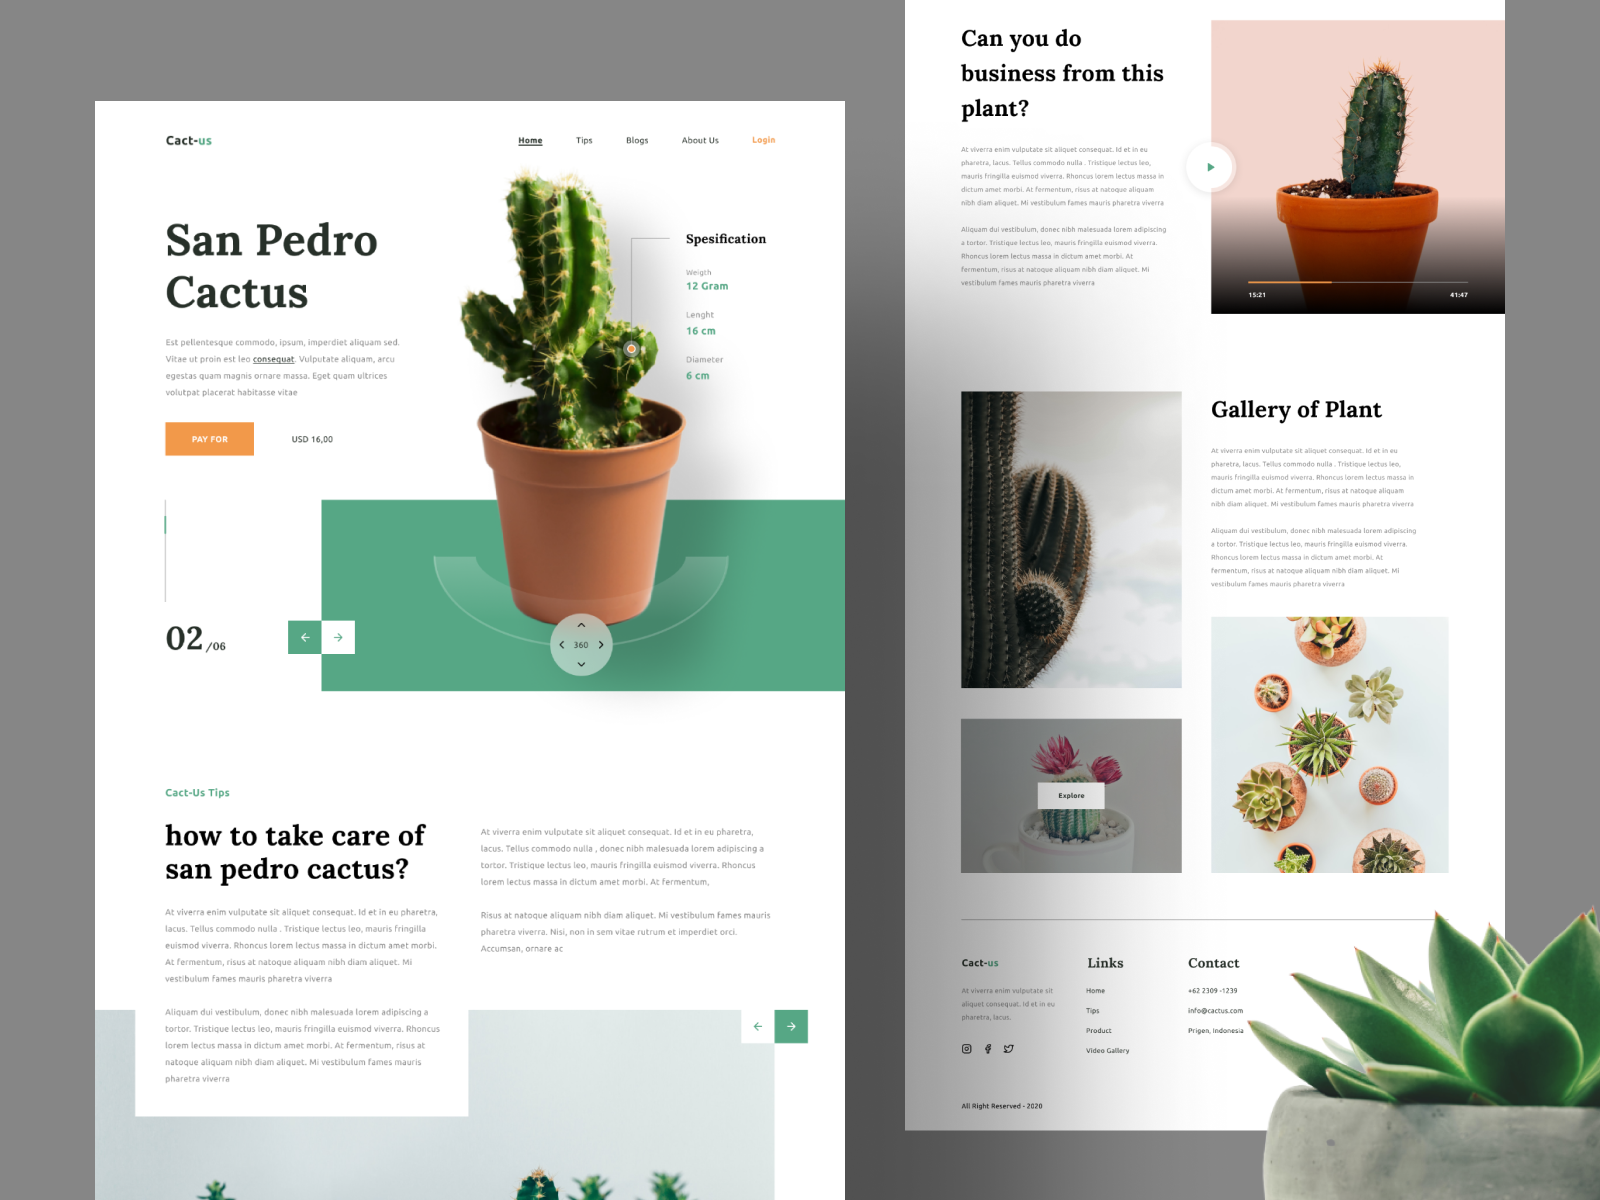 Cact-us
Home
Tips
Blogs
About Us
Login
San Pedro
Cactus
Est pellentesque commodo, ipsum, imperdiet aliquam sed.
Vitae ut proin est leo consequat. Vulputate aliquam, arcu
egestas quam magnis ornare massa. Eget quam ultrices
volutpat placerat habitasse vitae
PAY FOR
USD 16,00
Spesification
Weigth
12 Gram
Lenght
16 cm
Diameter
6 cm
02/06
360
Cact-Us Tips
how to take care of
san pedro cactus?
At viverra enim vulputate sit aliquet consequat. Id et in eu pharetra,
lacus. Tellus commodo nulla . Tristique lectus leo, mauris fringilla
euismod viverra. Rhoncus lorem lectus massa in dictum amet morbi.
At fermentum, risus at natoque aliquam nibh diam aliquet. Mi
vestibulum fames mauris pharetra viverra
Aliquam dui vestibulum, donec nibh malesuada lorem adipiscing a
tortor. Tristique lectus leo, mauris fringilla euismod viverra. Rhoncus
lorem lectus massa in dictum amet morbi. At fermentum, risus at
natoque aliquam nibh diam aliquet. Mi vestibulum fames mauris
pharetra viverra
At viverra enim vulputate sit aliquet consequat. Id et in eu pharetra,
lacus. Tellus commodo nulla , donec nibh malesuada lorem adipiscing a
tortor. Tristique lectus leo, mauris fringilla euismod viverra. Rhoncus
lorem lectus massa in dictum amet morbi. At fermentum,
Risus at natoque aliquam nibh diam aliquet. Mi vestibulum fames mauris
pharetra viverra. Nisi, non in sem vitae rutrum et imperdiet orci.
Accumsan, ornare ac
Can you do
business from this
plant?
At viverra enim vulputate sit aliquet consequat. Id et in eu
pharetra, lacus. Tellus commodo nulla . Tristique lectus leo,
mauris fringilla euismod viverra. Rhoncus lorem lectus massa in
dictum amet morbi. At fermentum, risus at natoque aliquam
nibh diam aliquet. Mi vestibulum fames mauris pharetra viverra
Aliquam dui vestibulum, donec nibh malesuada lorem adipiscing
a tortor. Tristique lectus leo, mauris fringilla euismod viverra.
Rhoncus lorem lectus massa in dictum amet morbi. At
fermentum, risus at natoque aliquam nibh diam aliquet. Mi
vestibulum fames mauris pharetra viverra
15:21
41:47
Gallery of Plant
At viverra enim vulputate sit aliquet consequat. Id et in eu
pharetra, lacus. Tellus commodo nulla . Tristique lectus leo,
mauris fringilla euismod viverra. Rhoncus lorem lectus massa in
dictum amet morbi. At fermentum, risus at natoque aliquam
nibh diam aliquet. Mi vestibulum fames mauris pharetra viverra
Aliquam dui vestibulum, donec nibh malesuada lorem adipiscing
a tortor. Tristique lectus leo, mauris fringilla euismod viverra.
Rhoncus lorem lectus massa in dictum amet morbi. At
fermentum, risus at natoque aliquam nibh diam aliquet. Mi
vestibulum fames mauris pharetra viverra
Explore
Cact-us
At viverra enim vulputate sit
aliquet consequat. Id et in eu
pharetra, lacus.
Links
Home
Tips
Product
Video Gallery
Contact
+62 2309 -1239
info@cactus.com
Prigen, Indonesia
All Right Reserved - 2020